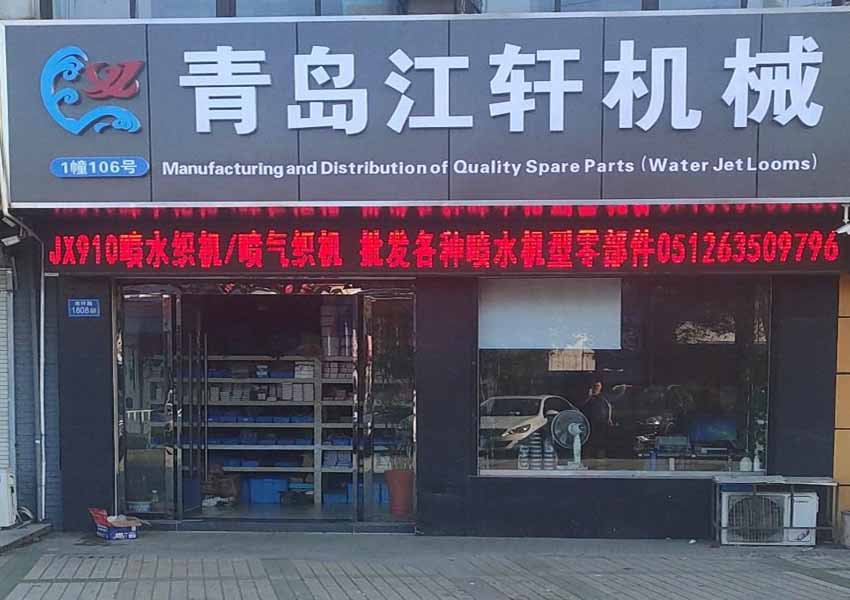 青岛江轩机械
1幢106号
Manufacturing and Distribution of Quality Spare Parts (Water Jet Looms)
JX910喷水织机/喷气织机 批发各种喷水机型零部件051263509796
1808